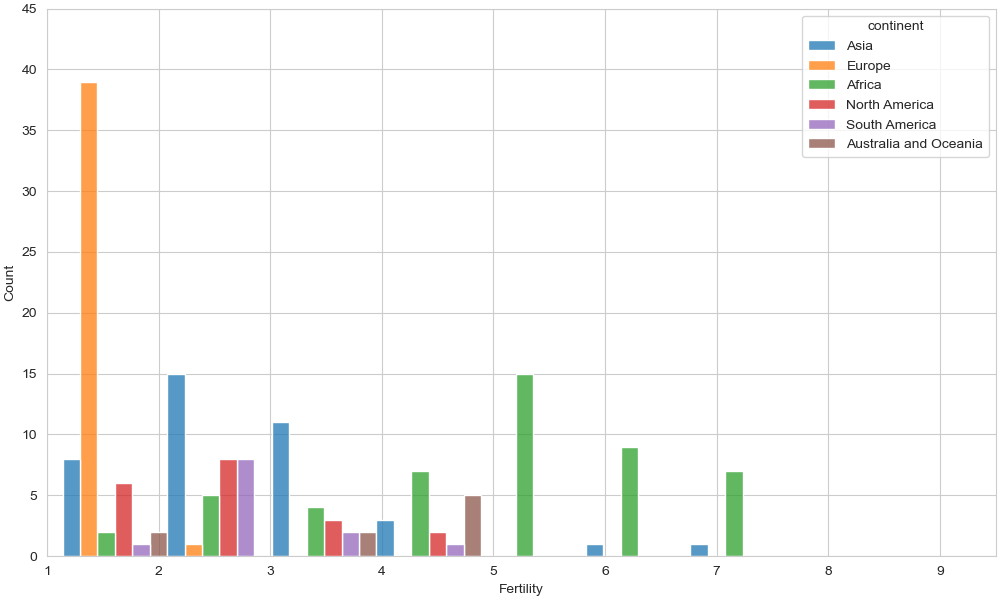 45
40
35
30
25
20
15
10
5
0
Count
1 2 3 4 5 6 7 8 9
Fertility
continent
Asia
Europe
Africa
North America
South America
Australia and Oceania